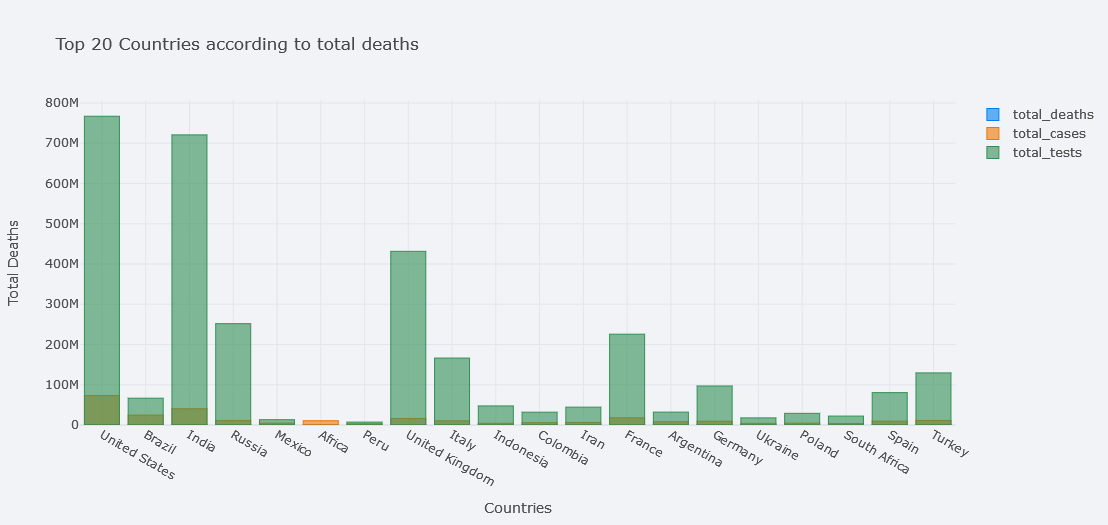 Top 20 Countries according to total deaths
total_deaths
total_cases
total_tests
Total Deaths
800M
700M
600M
500M
400M
300M
200M
100M
0
United States
Brazil
India
Russia
Mexico
Africa
Peru
United Kingdom
Italy
Indonesia
Colombia
Iran
France
Argentina
Germany
Ukraine
Poland
South Africa
Spain
Turkey
Countries